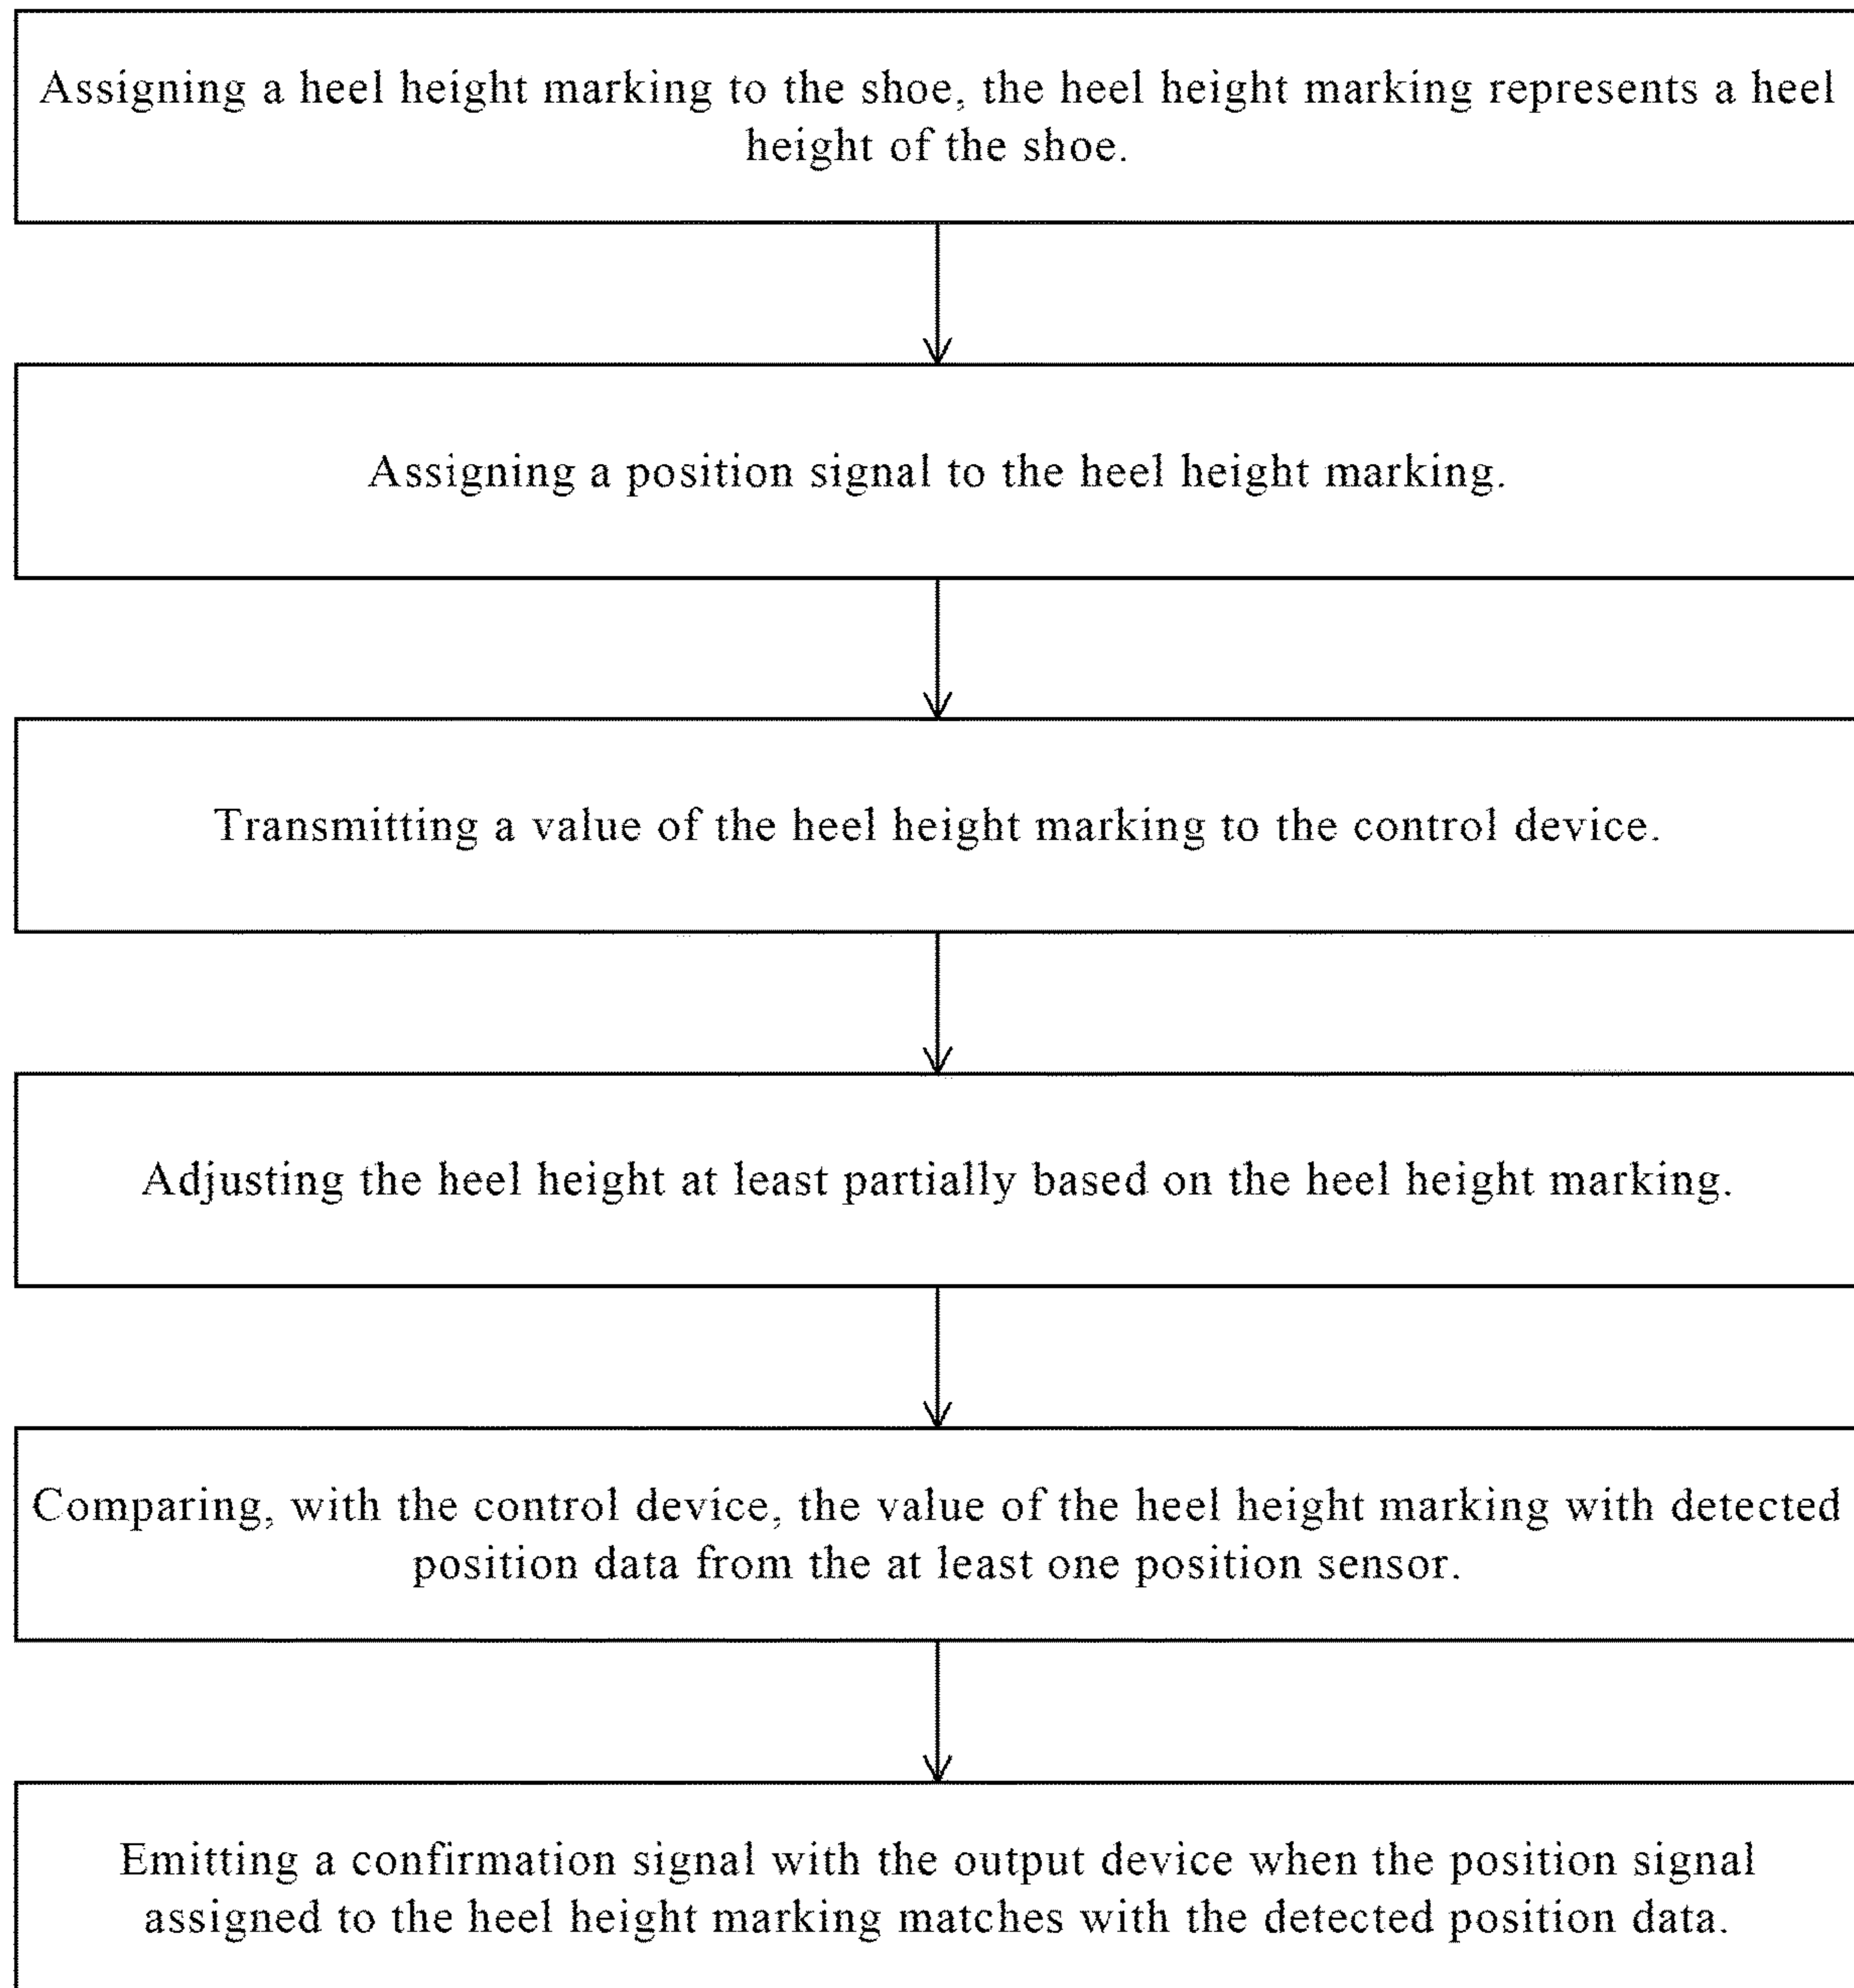 Assigning a heel height marking to the shoe, the heel height marking represents a heel
height of the shoe.
Assigning a position signal to the heel height marking.
Transmitting a value of the heel height marking to the control device.
Adjusting the heel height at least partially based on the heel height marking.
Comparing, with the control device, the value of the heel height marking with detected
position data from the at least one position sensor.
Emitting a confirmation signal with the output device when the position signal
assigned to the heel height marking matches with the detected position data.